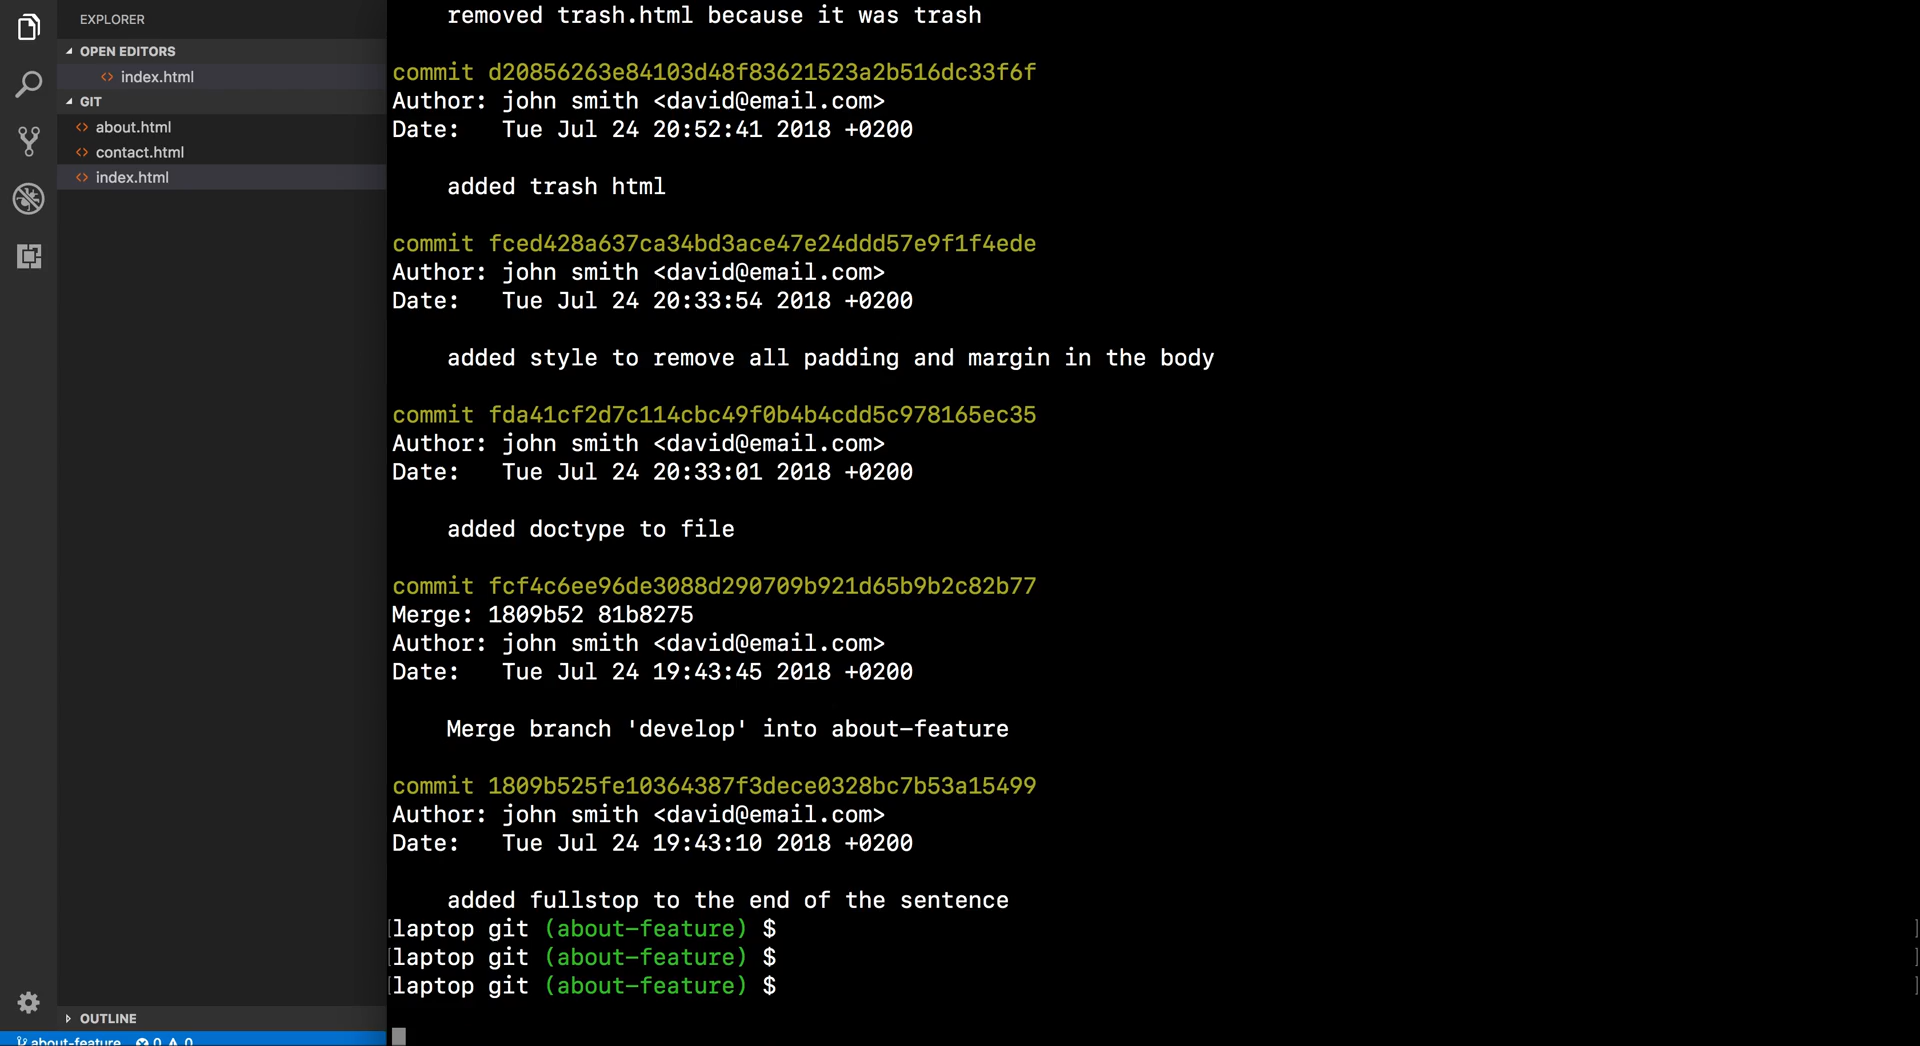 EXPLORER
OPEN EDITORS
index.html
GIT
about.html
contact.html
index.html
OUTLINE
about-feature 0 0
removed trash.html because it was trash
commit d20856263e84103d48f83621523a2b516dc33f6f
Author: john smith <david@email.com>
Date:   Tue Jul 24 20:52:41 2018 +0200
added trash html
commit fced428a637ca34bd3ace47e24ddd57e9f1f4ede
Author: john smith <david@email.com>
Date:   Tue Jul 24 20:33:54 2018 +0200
added style to remove all padding and margin in the body
commit fda41cf2d7c114cbc49f0b4b4cdd5c978165ec35
Author: john smith <david@email.com>
Date:   Tue Jul 24 20:33:01 2018 +0200
added doctype to file
commit fcf4c6ee96de3088d290709b921d65b9b2c82b77
Merge: 1809b52 81b8275
Author: john smith <david@email.com>
Date:   Tue Jul 24 19:43:45 2018 +0200
Merge branch 'develop' into about-feature
commit 1809b525fe10364387f3dece0328bc7b53a15499
Author: john smith <david@email.com>
Date:   Tue Jul 24 19:43:10 2018 +0200
added fullstop to the end of the sentence
[laptop git (about-feature) $ ]
[laptop git (about-feature) $ ]
[laptop git (about-feature) $ ]